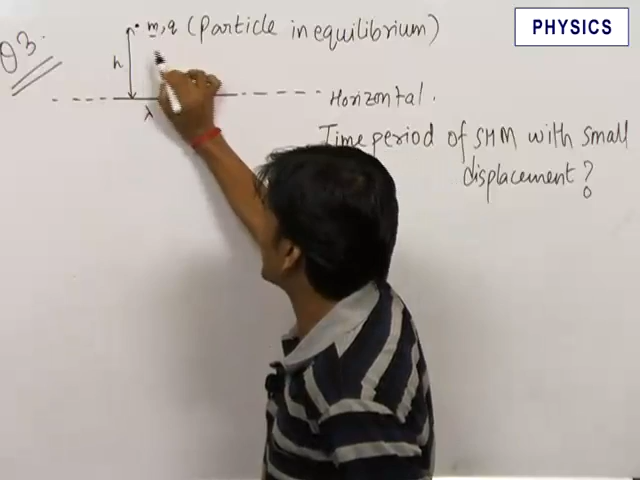 PHYSICS
Q3.
m, q (Particle in equilibrium)
h
Horizontal.
λ
Time period of SHM with small
displacement?